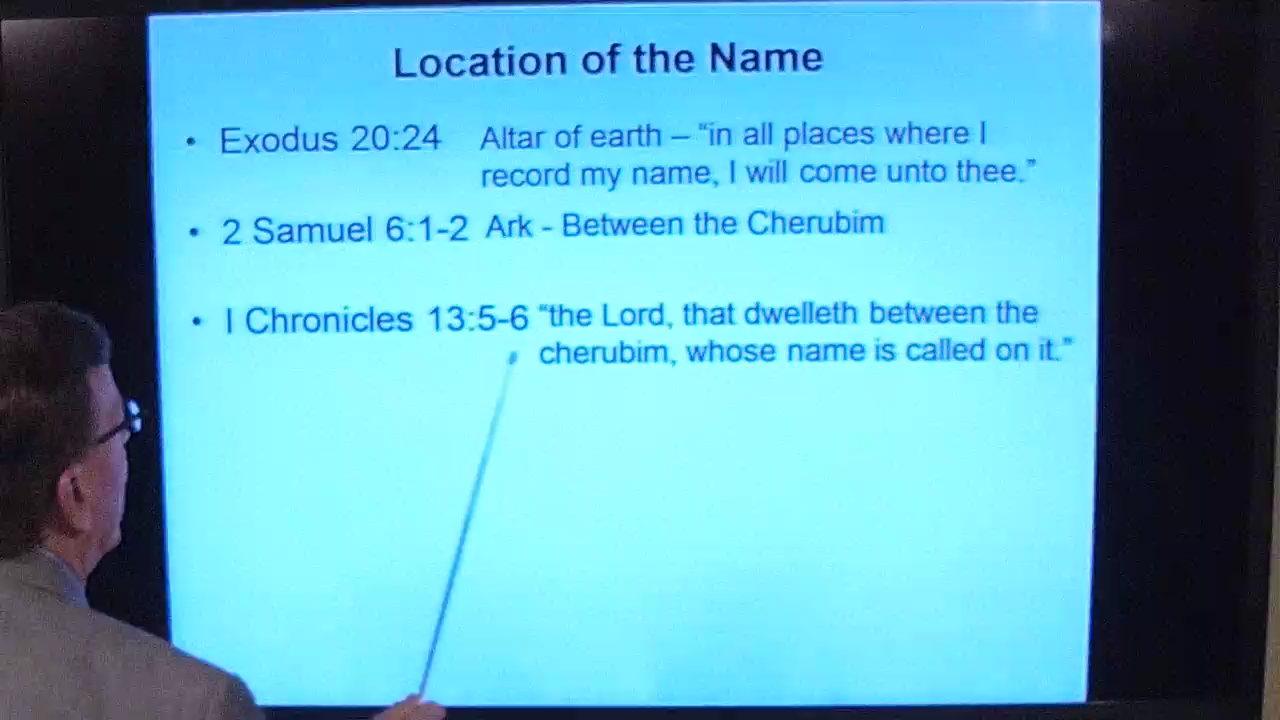 Location of the Name
• Exodus 20:24 Altar of earth – “in all places where I
record my name, I will come unto thee.”
• 2 Samuel 6:1-2 Ark - Between the Cherubim
• I Chronicles 13:5-6 “the Lord, that dwelleth between the
cherubim, whose name is called on it.”